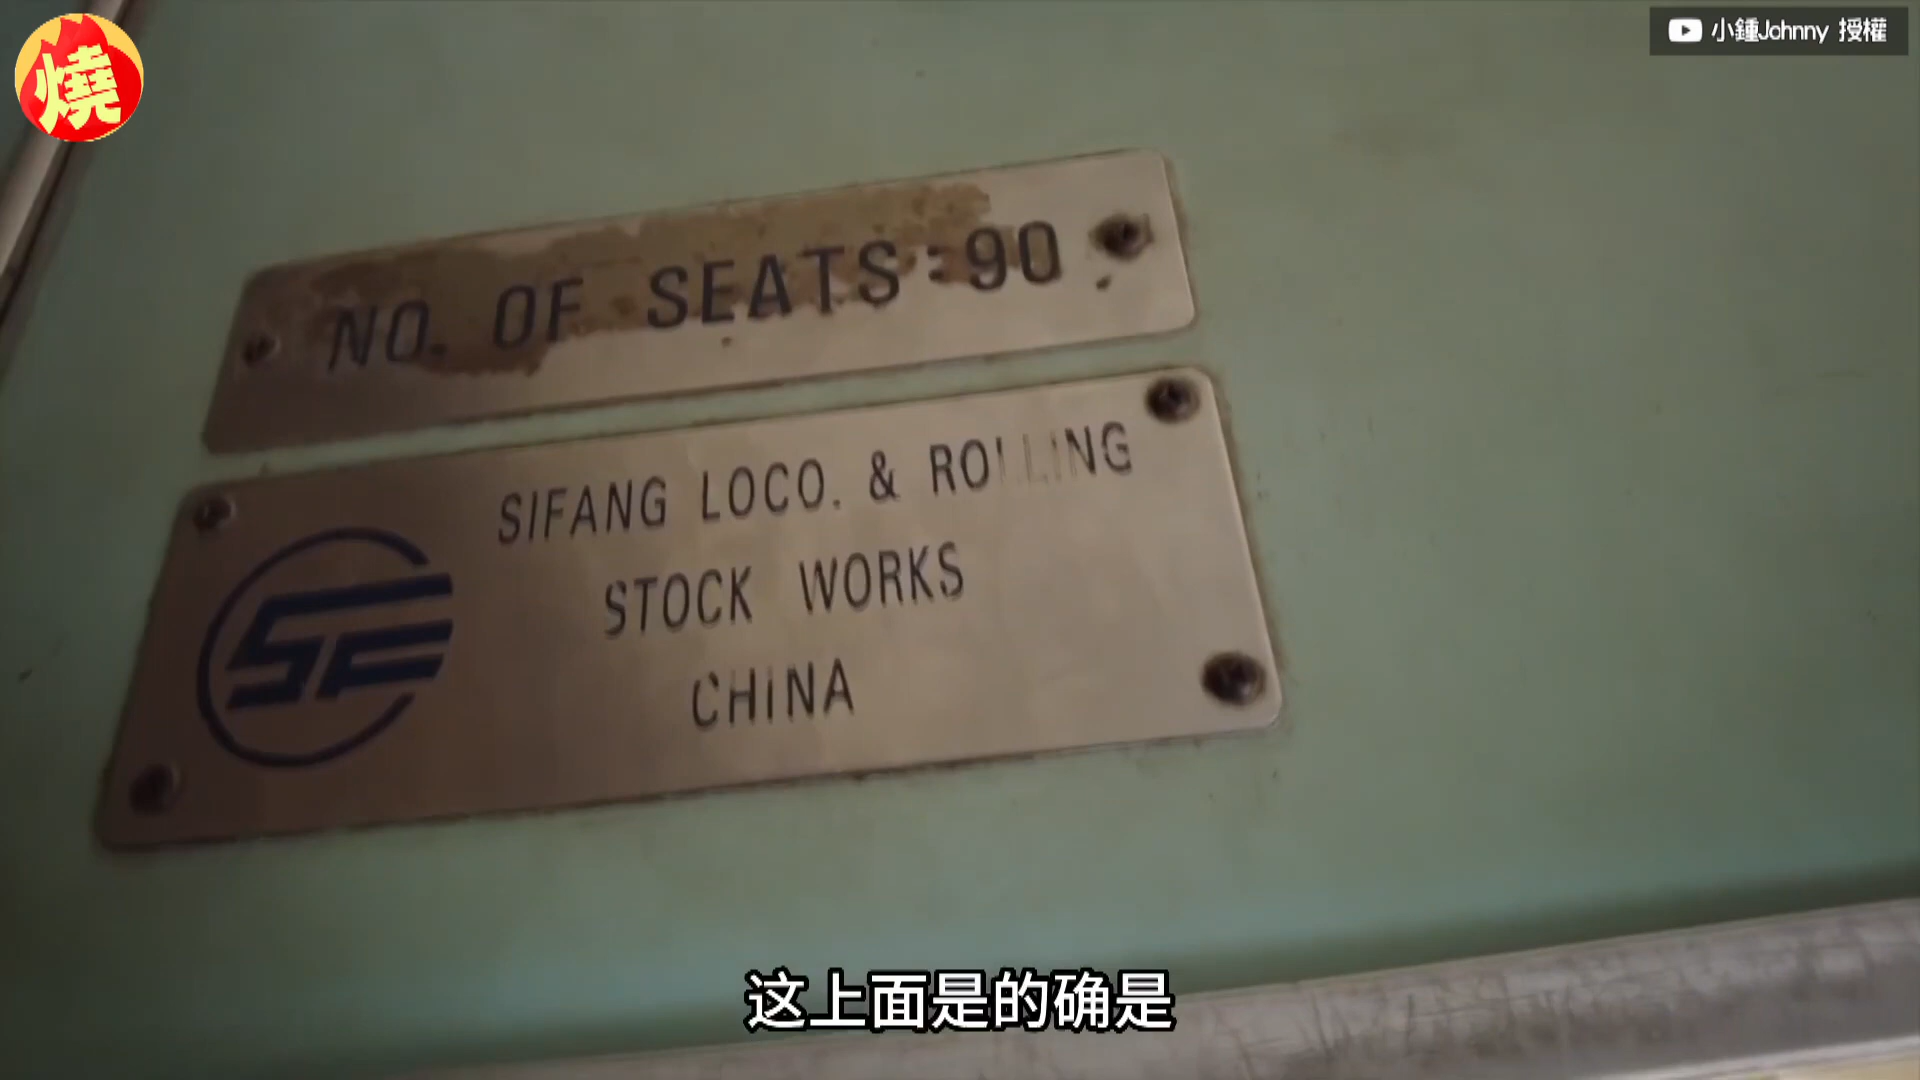 燒
小鍾Johnny 授權
NO. OF SEATS:90
SIFANG LOCO. & ROLLING
STOCK WORKS
CHINA
SF
这上面是的确是